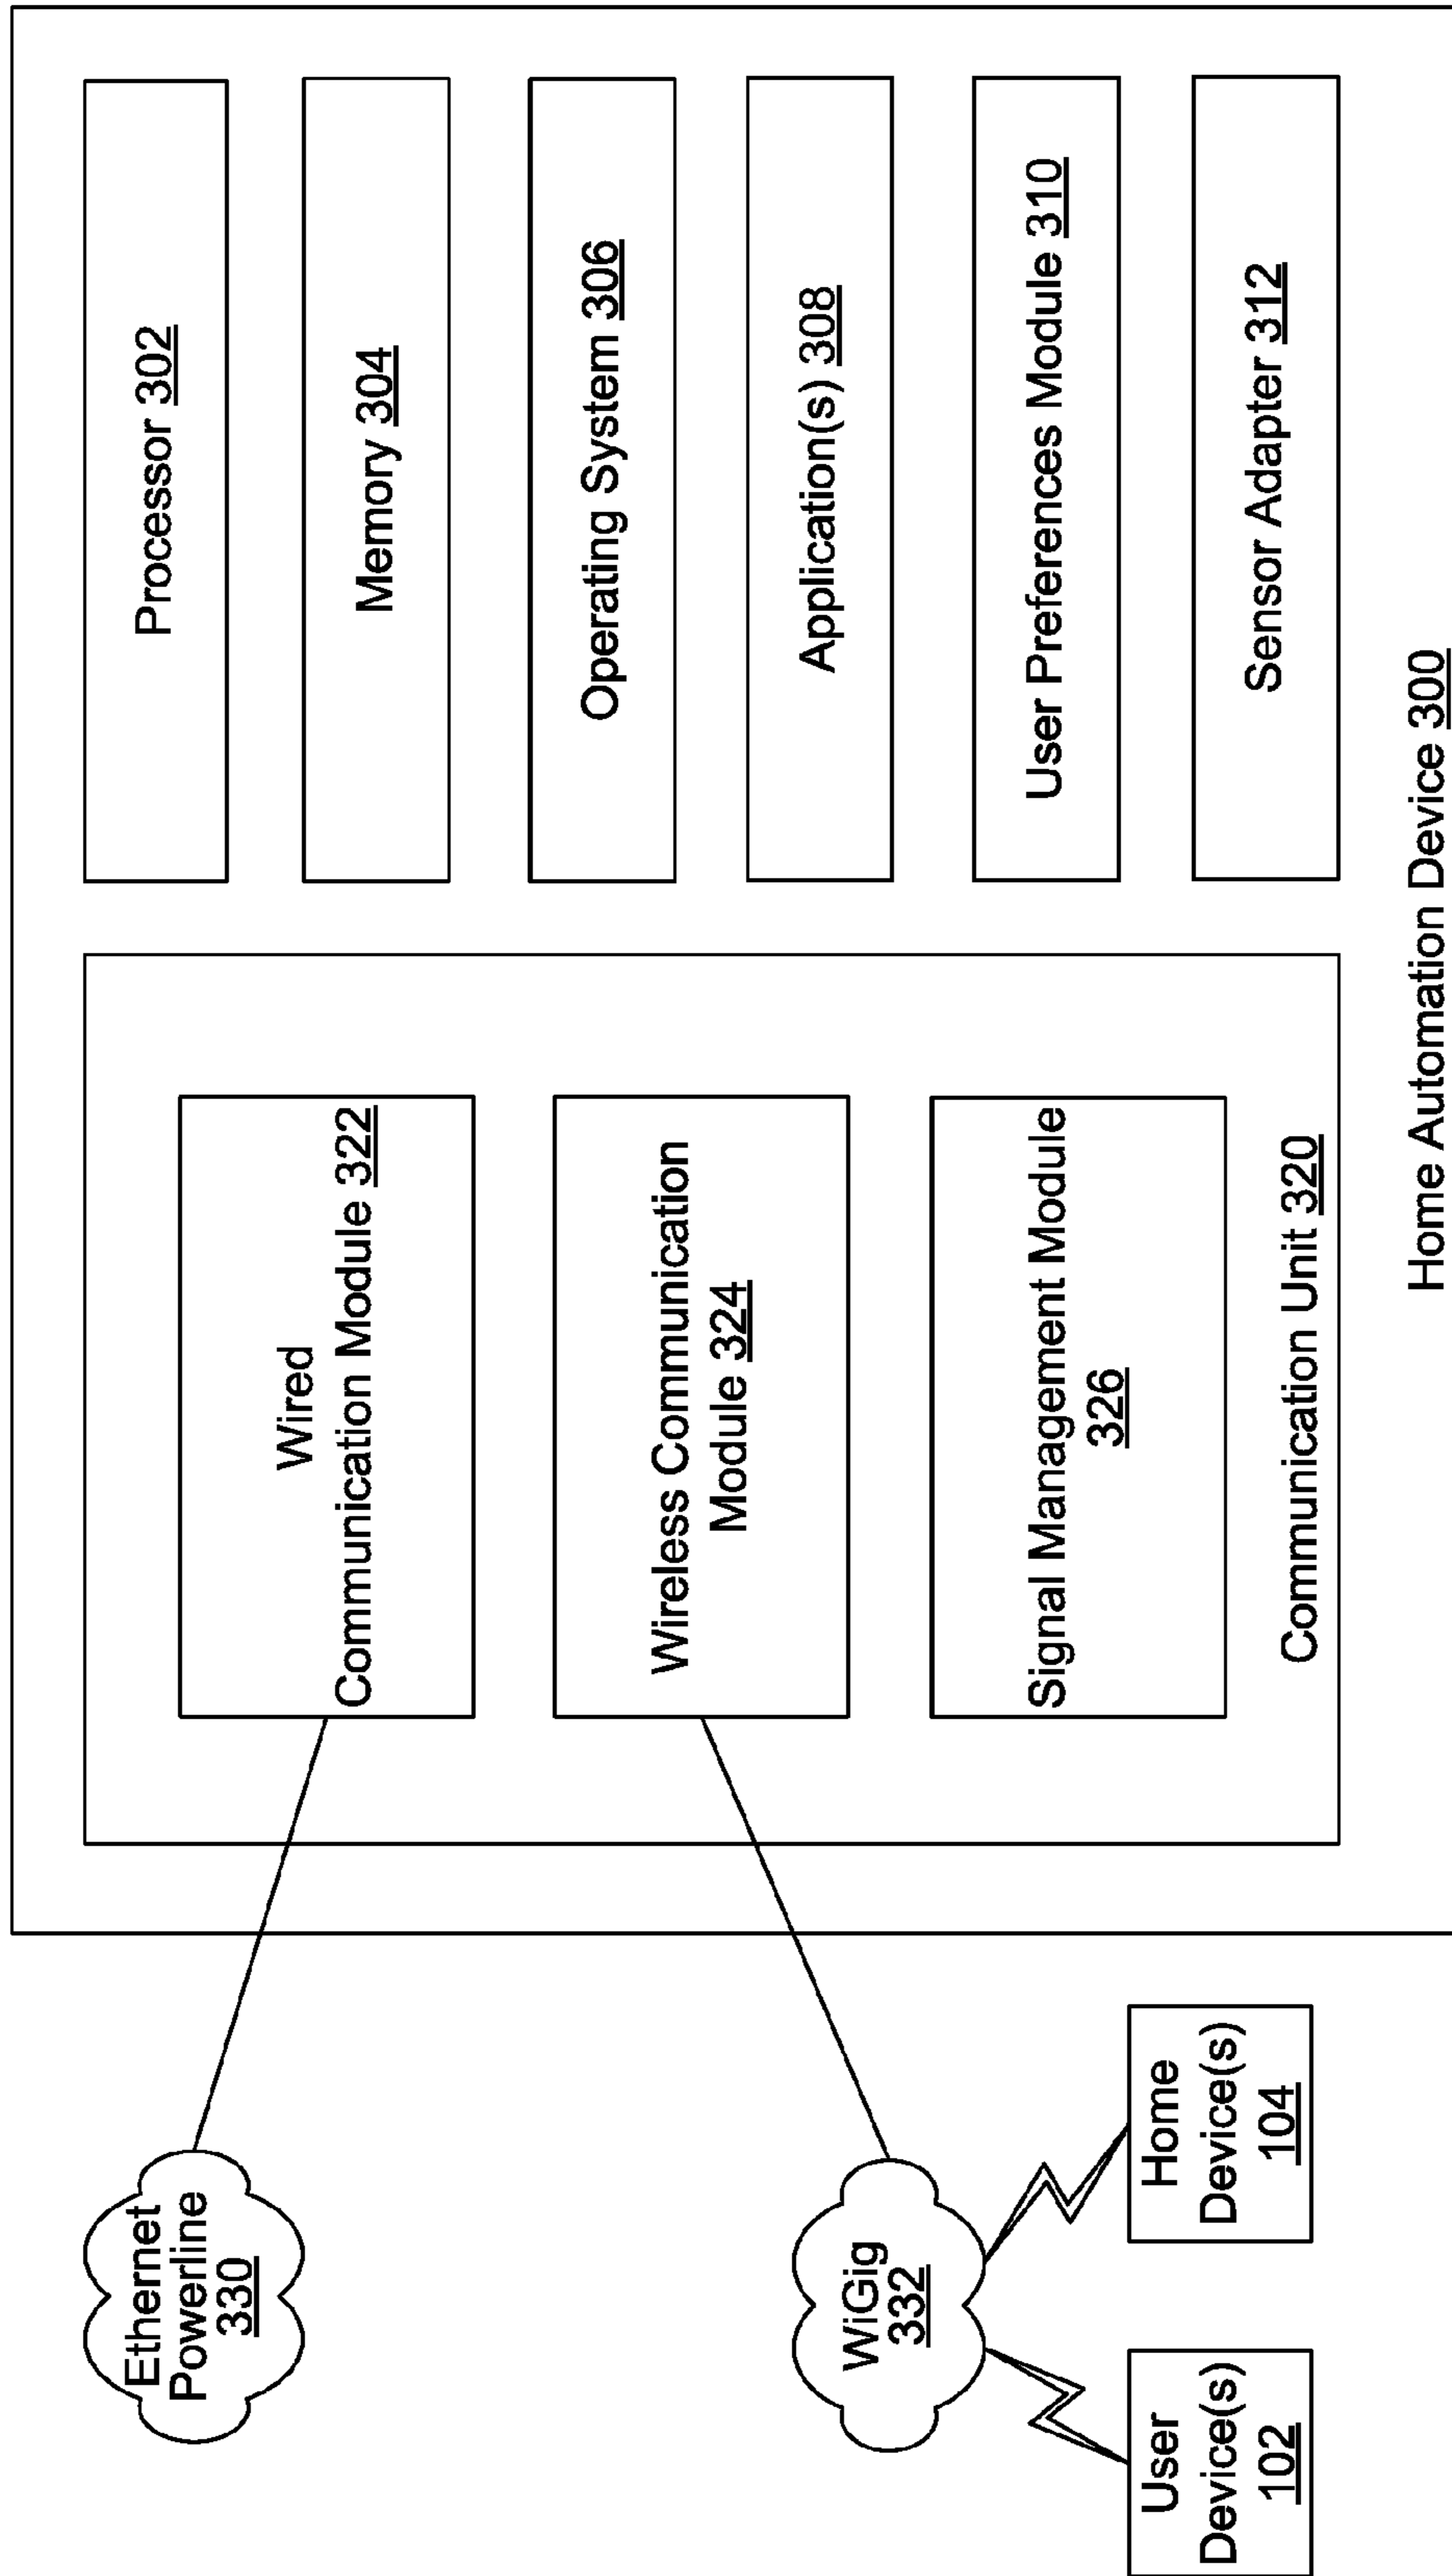 Ethernet
Powerline
330
WiGig
332
User
Device(s)
102
Home
Device(s)
104
Wired
Communication Module 322
Wireless Communication
Module 324
Signal Management Module
326
Communication Unit 320
Processor 302
Memory 304
Operating System 306
Application(s) 308
User Preferences Module 310
Sensor Adapter 312
Home Automation Device 300